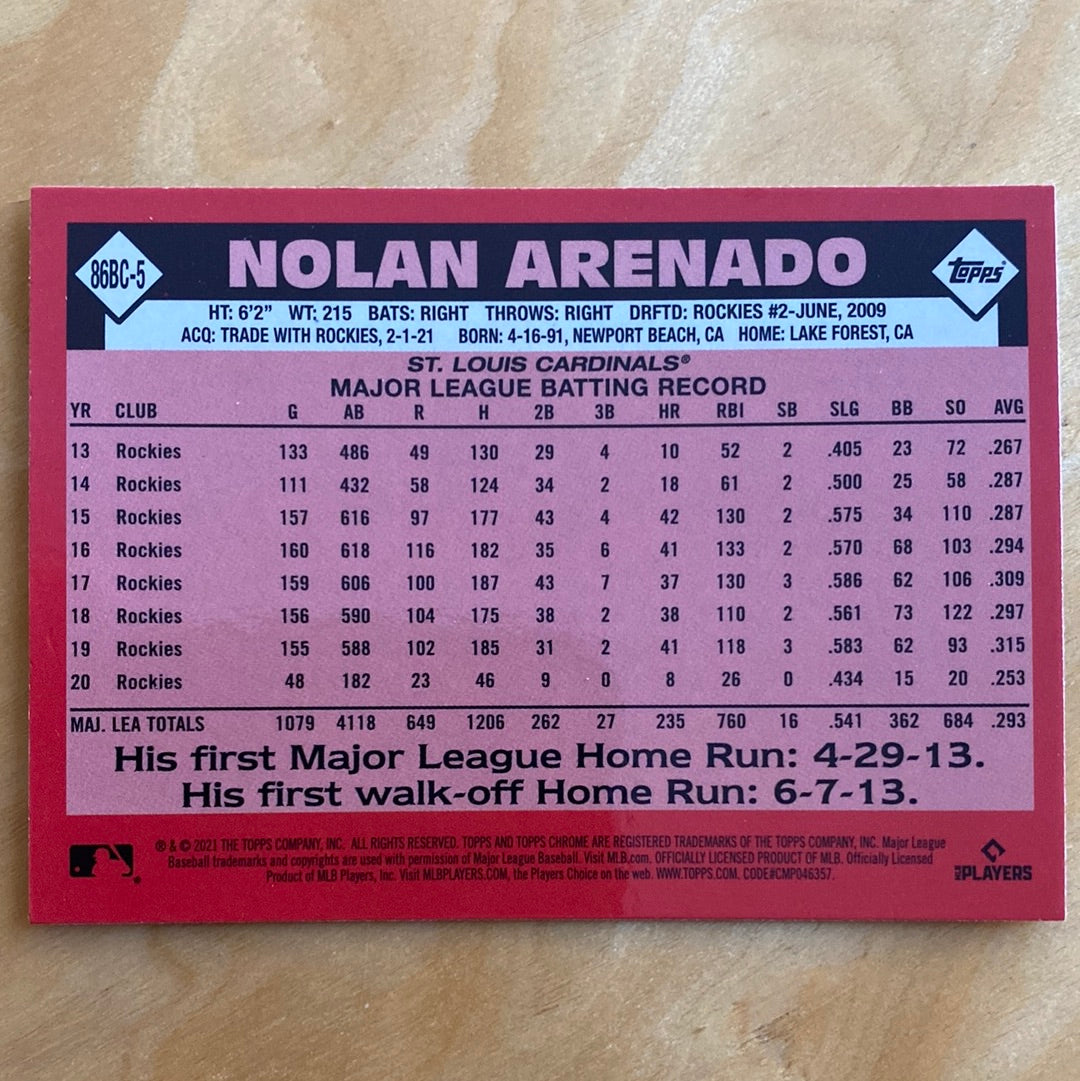 86BC-5
NOLAN ARENADO
Topps®
HT: 6'2" WT: 215 BATS: RIGHT THROWS: RIGHT DRFTD: ROCKIES #2-JUNE, 2009
ACQ: TRADE WITH ROCKIES, 2-1-21 BORN: 4-16-91, NEWPORT BEACH, CA HOME: LAKE FOREST, CA
ST. LOUIS CARDINALS®
MAJOR LEAGUE BATTING RECORD
YR CLUB G AB R H 2B 3B HR RBI SB SLG BB SO AVG
13 Rockies 133 486 49 130 29 4 10 52 2 .405 23 72 .267
14 Rockies 111 432 58 124 34 2 18 61 2 .500 25 58 .287
15 Rockies 157 616 97 177 43 4 42 130 2 .575 34 110 .287
16 Rockies 160 618 116 182 35 6 41 133 2 .570 68 103 .294
17 Rockies 159 606 100 187 43 7 37 130 3 .586 62 106 .309
18 Rockies 156 590 104 175 38 2 38 110 2 .561 73 122 .297
19 Rockies 155 588 102 185 31 2 41 118 3 .583 62 93 .315
20 Rockies 48 182 23 46 9 0 8 26 0 .434 15 20 .253
MAJ. LEA TOTALS 1079 4118 649 1206 262 27 235 760 16 .541 362 684 .293
His first Major League Home Run: 4-29-13.
His first walk-off Home Run: 6-7-13.
® & © 2021 THE TOPPS COMPANY, INC. ALL RIGHTS RESERVED. TOPPS AND TOPPS CHROME ARE REGISTERED TRADEMARKS OF THE TOPPS COMPANY, INC. Major League
Baseball trademarks and copyrights are used with permission of Major League Baseball. Visit MLB.com. OFFICIALLY LICENSED PRODUCT OF MLB. Officially Licensed
Product of MLB Players, Inc. Visit MLBPLAYERS.COM, the Players Choice on the web. WWW.TOPPS.COM. CODE#CMP046357.
MLB PLAYERS